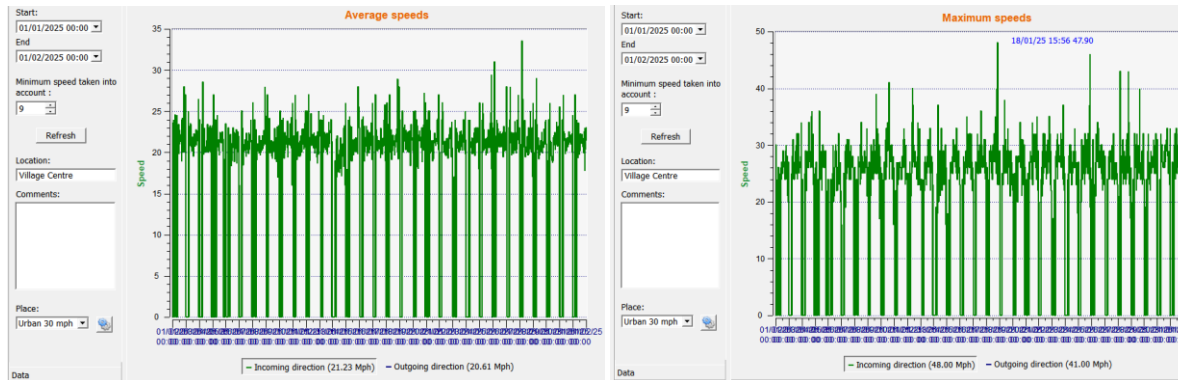 Start:
01/01/2025 00:00
End
01/02/2025 00:00
Minimum speed taken into
account :
9
Refresh
Location:
Village Centre
Comments:
Place:
Urban 30 mph
Data
Average speeds
35
30
25
20
15
10
5
0
Speed
Incoming direction (21.23 Mph)
Outgoing direction (20.61 Mph)
Start:
01/01/2025 00:00
End
01/02/2025 00:00
Minimum speed taken into
account :
9
Refresh
Location:
Village Centre
Comments:
Place:
Urban 30 mph
Data
Maximum speeds
18/01/25 15:56 47.90
50
40
30
20
10
0
Speed
Incoming direction (48.00 Mph)
Outgoing direction (41.00 Mph)